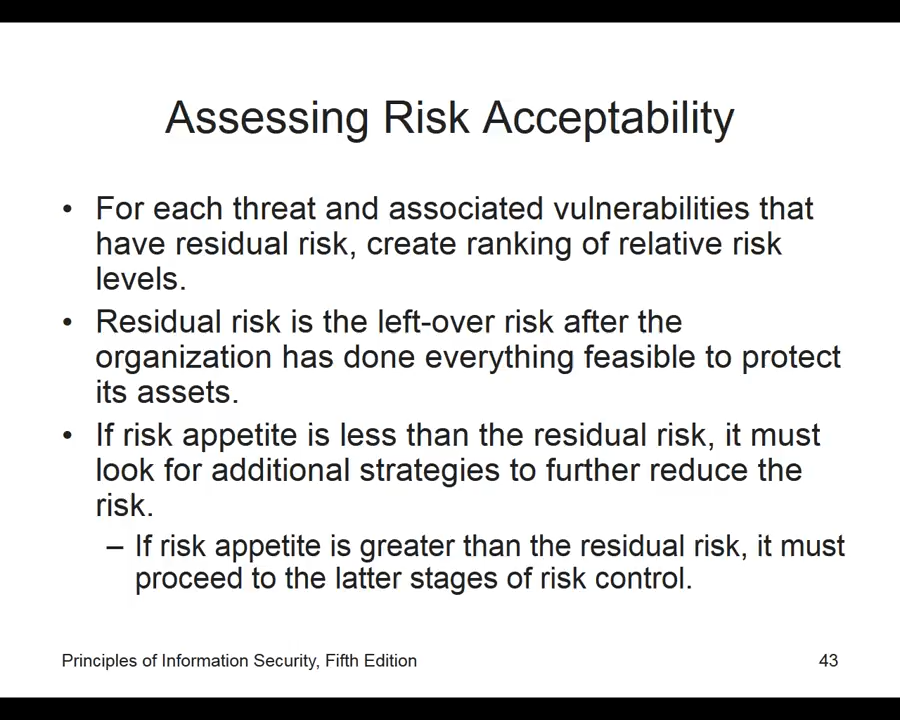 Assessing Risk Acceptability
• For each threat and associated vulnerabilities that
have residual risk, create ranking of relative risk
levels.
• Residual risk is the left-over risk after the
organization has done everything feasible to protect
its assets.
• If risk appetite is less than the residual risk, it must
look for additional strategies to further reduce the
risk.
– If risk appetite is greater than the residual risk, it must
proceed to the latter stages of risk control.
Principles of Information Security, Fifth Edition
43